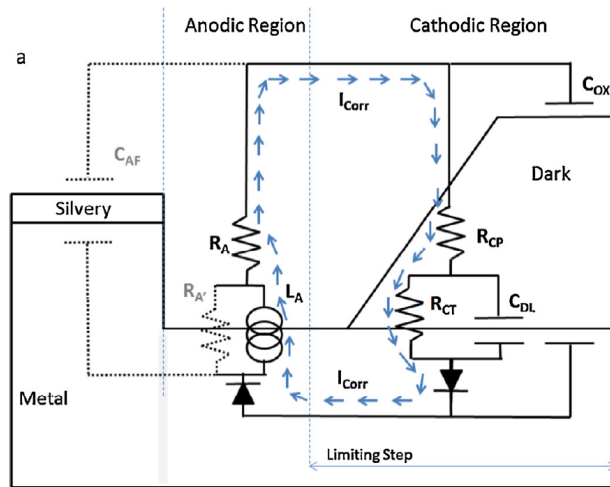 Anodic Region
Cathodic Region
a
C_OX
I_Corr
C_AF
Dark
Silvery
R_A
R_CP
R_A'
L_A
R_CT
C_DL
I_Corr
Metal
Limiting Step